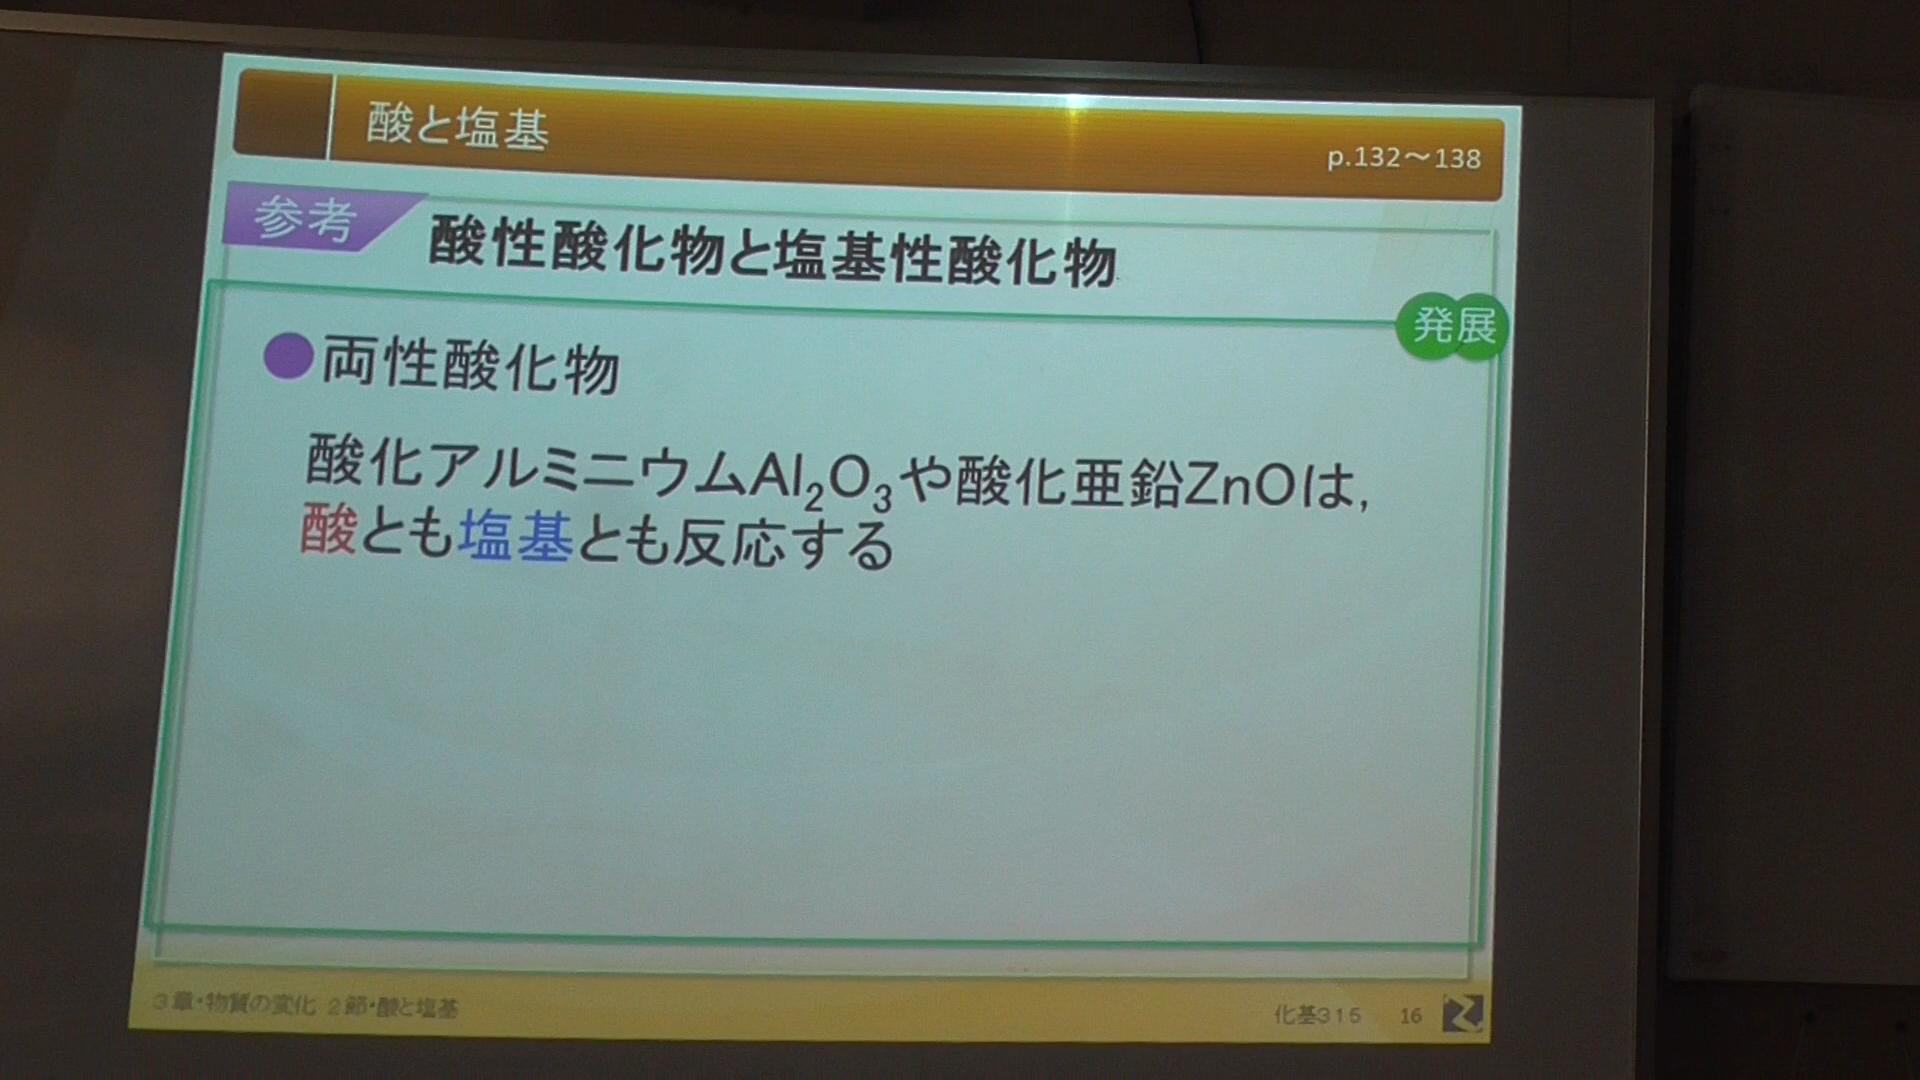 酸と塩基
p.132～138
参考
酸性酸化物と塩基性酸化物
発展
●両性酸化物
酸化アルミニウムAl₂O₃や酸化亜鉛ZnOは,
酸とも塩基とも反応する
3章・物質の変化 2節・酸と塩基
化基315 16